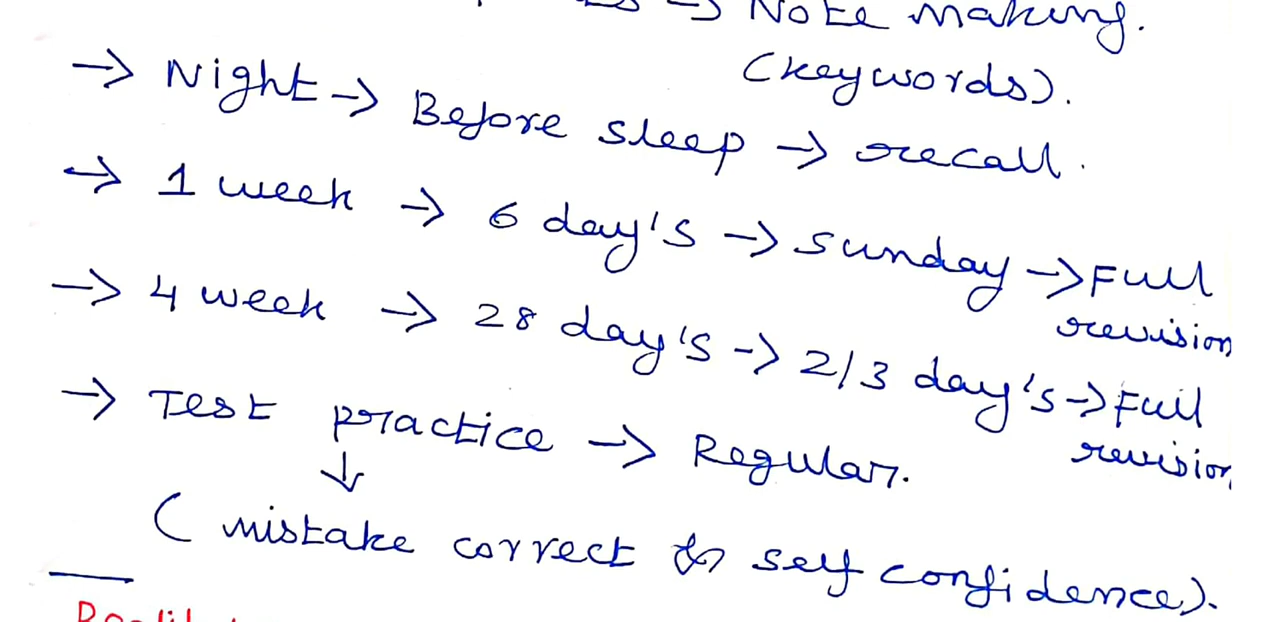 → Note making.
(keywords).
→ Night → Before sleep → recall.
→ 1 week → 6 day's → sunday → Full
revision
→ 4 week → 28 day's → 2/3 day's → Full
revision
→ Test practice → Regular.
↓
( mistake correct & self confidence).